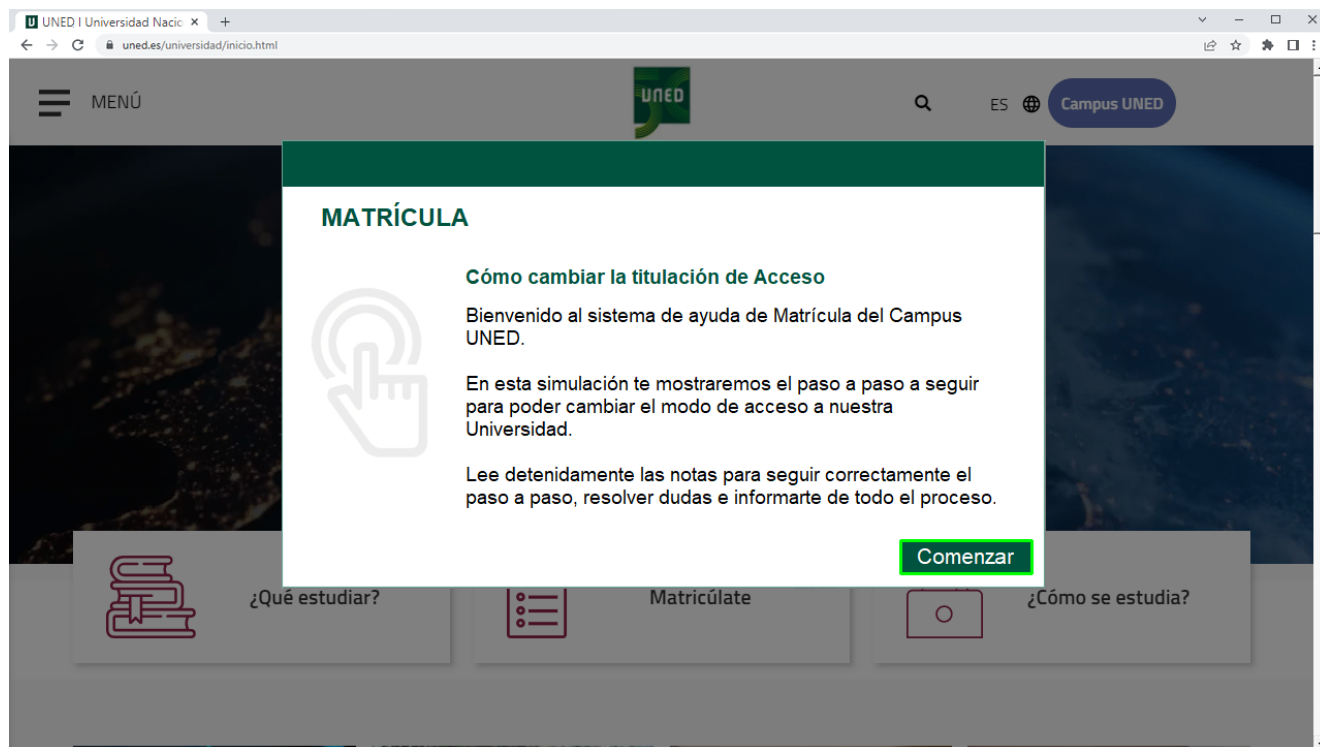 UNED I Universidad Nacio
uned.es/universidad/inicio.html
MENÚ
UNED
ES
Campus UNED
MATRÍCULA
Cómo cambiar la titulación de Acceso
Bienvenido al sistema de ayuda de Matrícula del Campus
UNED.
En esta simulación te mostraremos el paso a paso a seguir
para poder cambiar el modo de acceso a nuestra
Universidad.
Lee detenidamente las notas para seguir correctamente el
paso a paso, resolver dudas e informarte de todo el proceso.
Comenzar
¿Qué estudiar?
Matricúlate
¿Cómo se estudia?